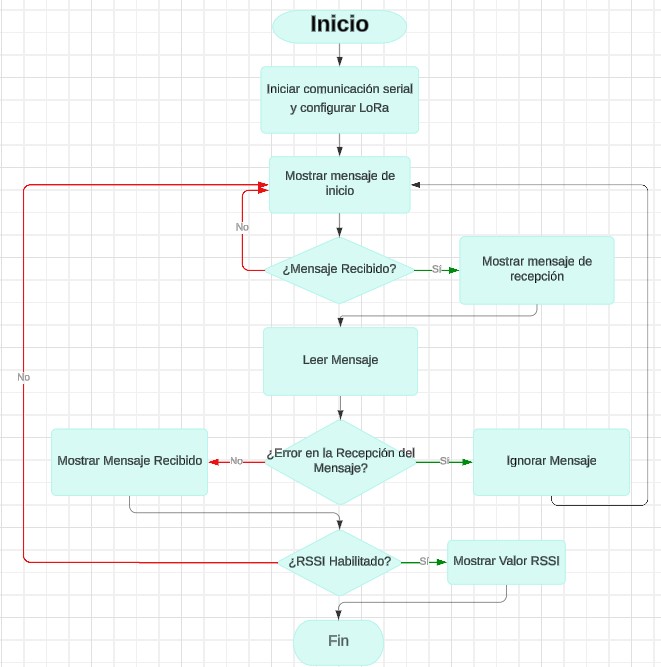 Inicio
Iniciar comunicación serial
y configurar LoRa
Mostrar mensaje de
inicio
No
¿Mensaje Recibido?
Sí
Mostrar mensaje de
recepción
Leer Mensaje
No
Mostrar Mensaje Recibido
No
¿Error en la Recepción del
Mensaje?
Sí
Ignorar Mensaje
¿RSSI Habilitado?
Sí
Mostrar Valor RSSI
Fin